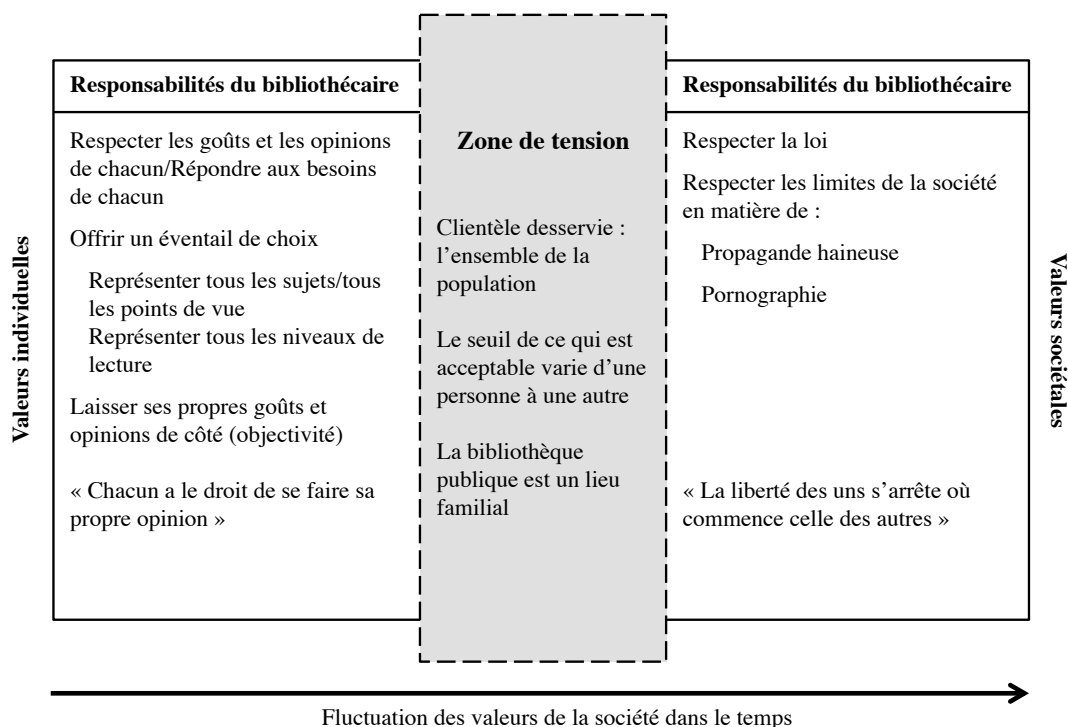 Valeurs individuelles
Responsabilités du bibliothécaire
Respecter les goûts et les opinions
de chacun/Répondre aux besoins
de chacun
Offrir un éventail de choix
Représenter tous les sujets/tous
les points de vue
Représenter tous les niveaux de
lecture
Laisser ses propres goûts et
opinions de côté (objectivité)
« Chacun a le droit de se faire sa
propre opinion »
Zone de tension
Clientèle desservie :
l’ensemble de la
population
Le seuil de ce qui est
acceptable varie d’une
personne à une autre
La bibliothèque
publique est un lieu
familial
Responsabilités du bibliothécaire
Respecter la loi
Respecter les limites de la société
en matière de :
Propagande haineuse
Pornographie
« La liberté des uns s’arrête où
commence celle des autres »
Valeurs sociétales
Fluctuation des valeurs de la société dans le temps